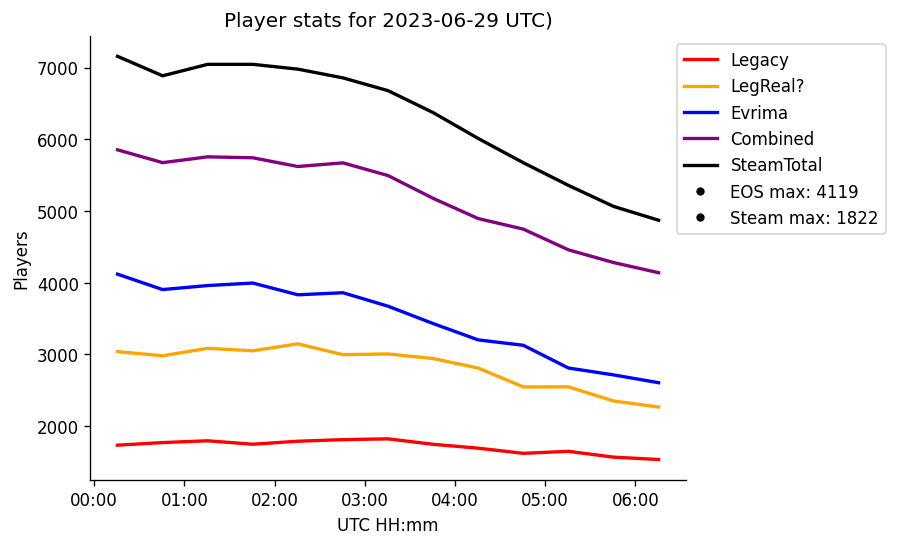 Player stats for 2023-06-29 UTC)
Legacy
LegReal?
Evrima
Combined
SteamTotal
EOS max: 4119
Steam max: 1822
Players
7000
6000
5000
4000
3000
2000
00:00 01:00 02:00 03:00 04:00 05:00 06:00
UTC HH:mm